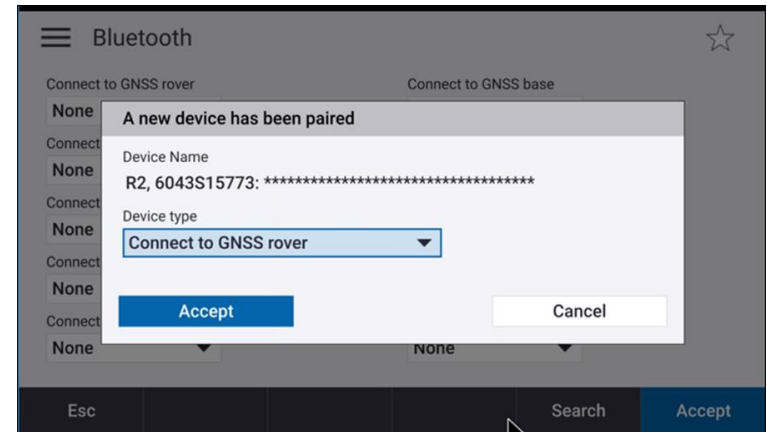 Bluetooth
Connect to GNSS rover
Connect to GNSS base
None
A new device has been paired
Connect
Device Name
None
R2, 6043S15773: ***********************************
Connect
Device type
None
Connect to GNSS rover
Connect
None
Accept
Cancel
Connect
None
None
Esc
Search
Accept